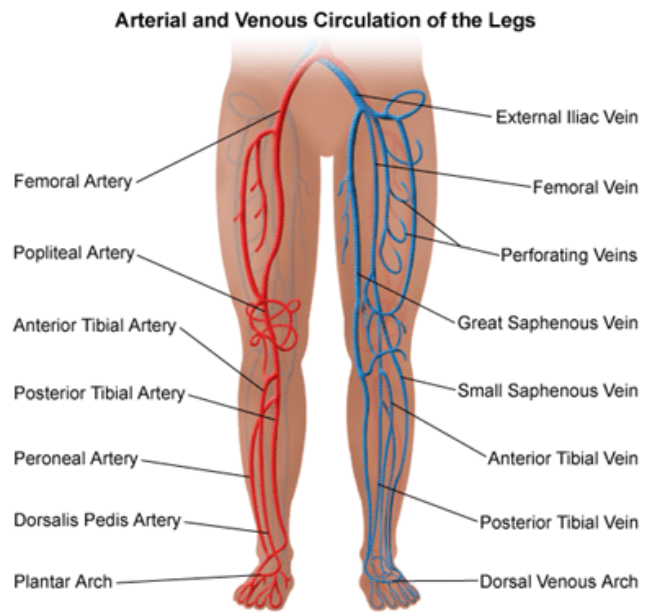 Arterial and Venous Circulation of the Legs
Femoral Artery
Popliteal Artery
Anterior Tibial Artery
Posterior Tibial Artery
Peroneal Artery
Dorsalis Pedis Artery
Plantar Arch
External Iliac Vein
Femoral Vein
Perforating Veins
Great Saphenous Vein
Small Saphenous Vein
Anterior Tibial Vein
Posterior Tibial Vein
Dorsal Venous Arch